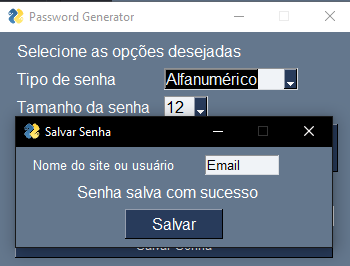 Password Generator
Selecione as opções desejadas
Tipo de senha Alfanumérico
Tamanho da senha 12
Salvar Senha
Nome do site ou usuário Email
Senha salva com sucesso
Salvar
Salvar Senha